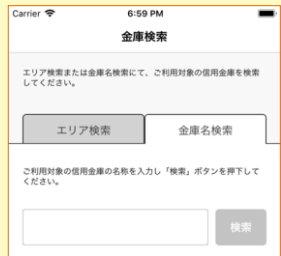 Carrier 6:59 PM
金庫検索
エリア検索または金庫名検索にて、ご利用対象の信用金庫を検索
してください。
エリア検索 金庫名検索
ご利用対象の信用金庫の名称を入力し「検索」ボタンを押下して
ください。
検索